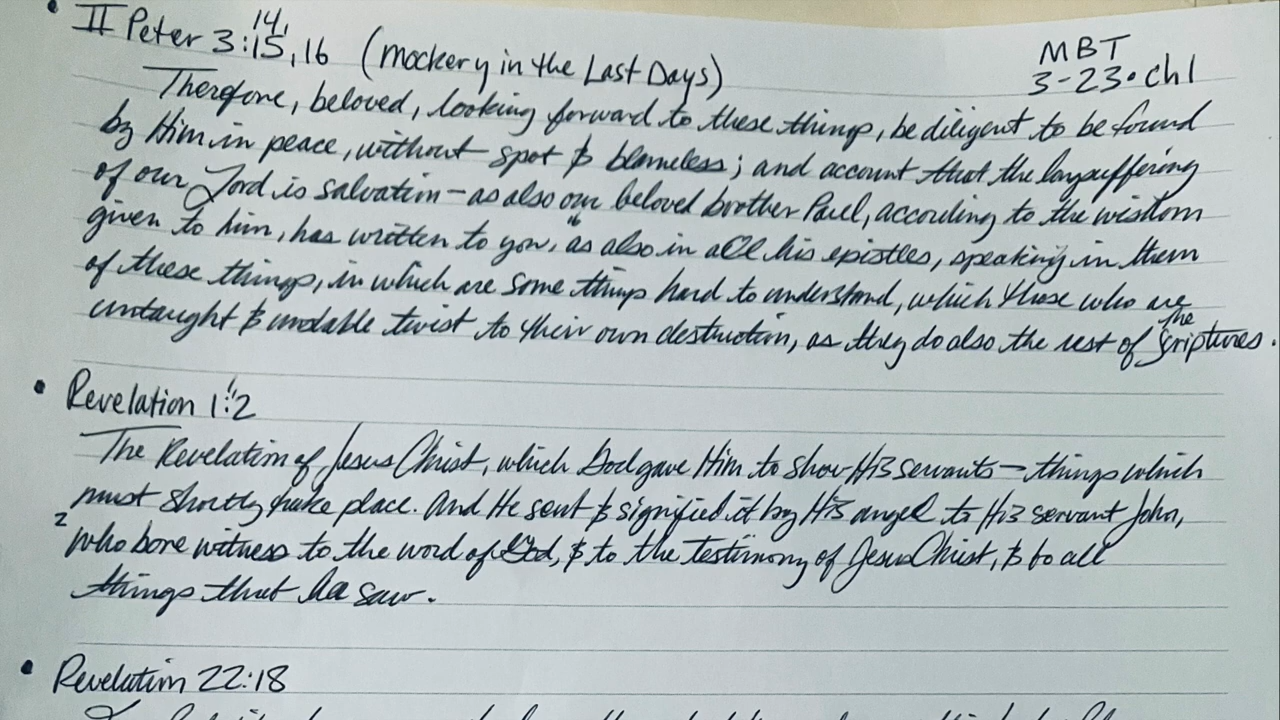 • II Peter 3:14, 15, 16 (Mockery in the Last Days)
MBT
3-23 • Ch1
Therefore, beloved, looking forward to these things, be diligent to be found
by Him in peace, without spot & blameless; and account that the longsuffering
of our Lord is salvation – as also our beloved brother Paul, according to the wisdom
given to him, has written to you, as also in all his epistles, speaking in them
of these things, in which are some things hard to understand, which those who are
untaught & unstable twist to their own destruction, as they do also the rest of the Scriptures.
• Revelation 1:1,2
The Revelation of Jesus Christ, which God gave Him to show His servants – things which
must shortly take place. And He sent & signified it by His angel to His servant John,
2 who bore witness to the word of God, & to the testimony of Jesus Christ, & to all
things that he saw.
• Revelation 22:18